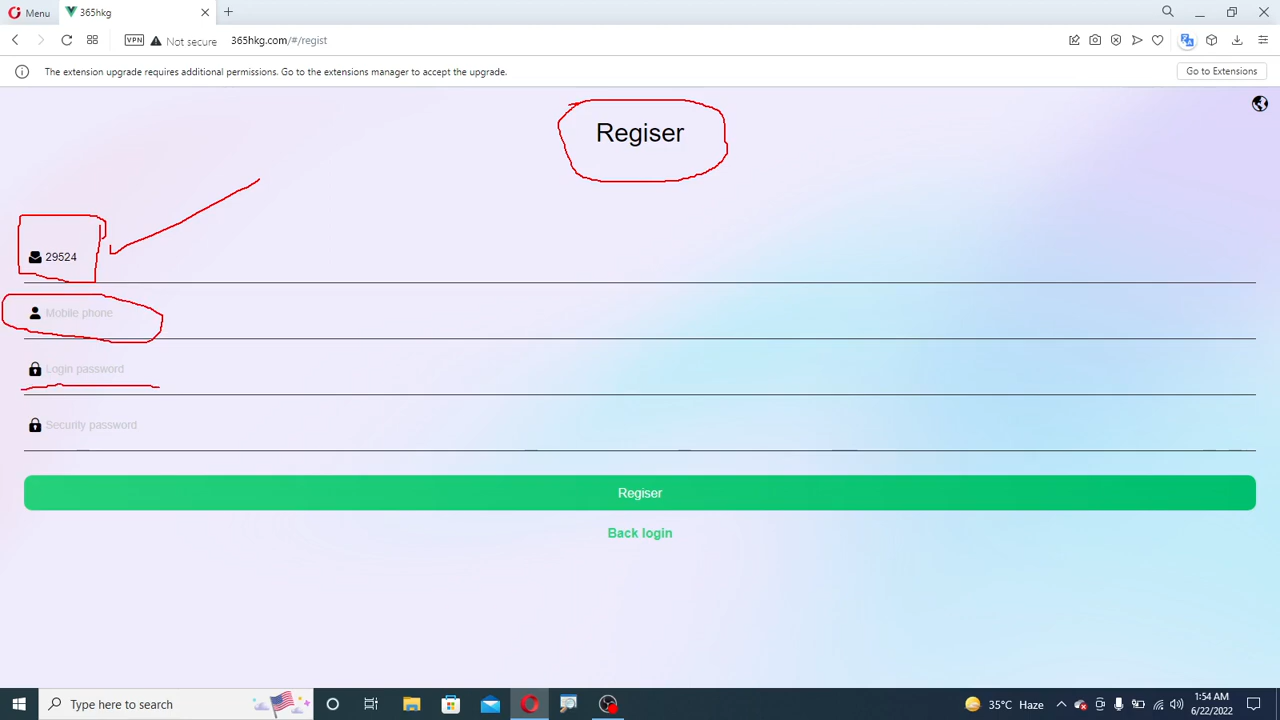 Menu
365hkg
VPN
Not secure
365hkg.com/#/regist
The extension upgrade requires additional permissions. Go to the extensions manager to accept the upgrade.
Go to Extensions
Regiser
29524
Mobile phone
Login password
Security password
Regiser
Back login
Type here to search
35°C Haze
1:54 AM
6/22/2022